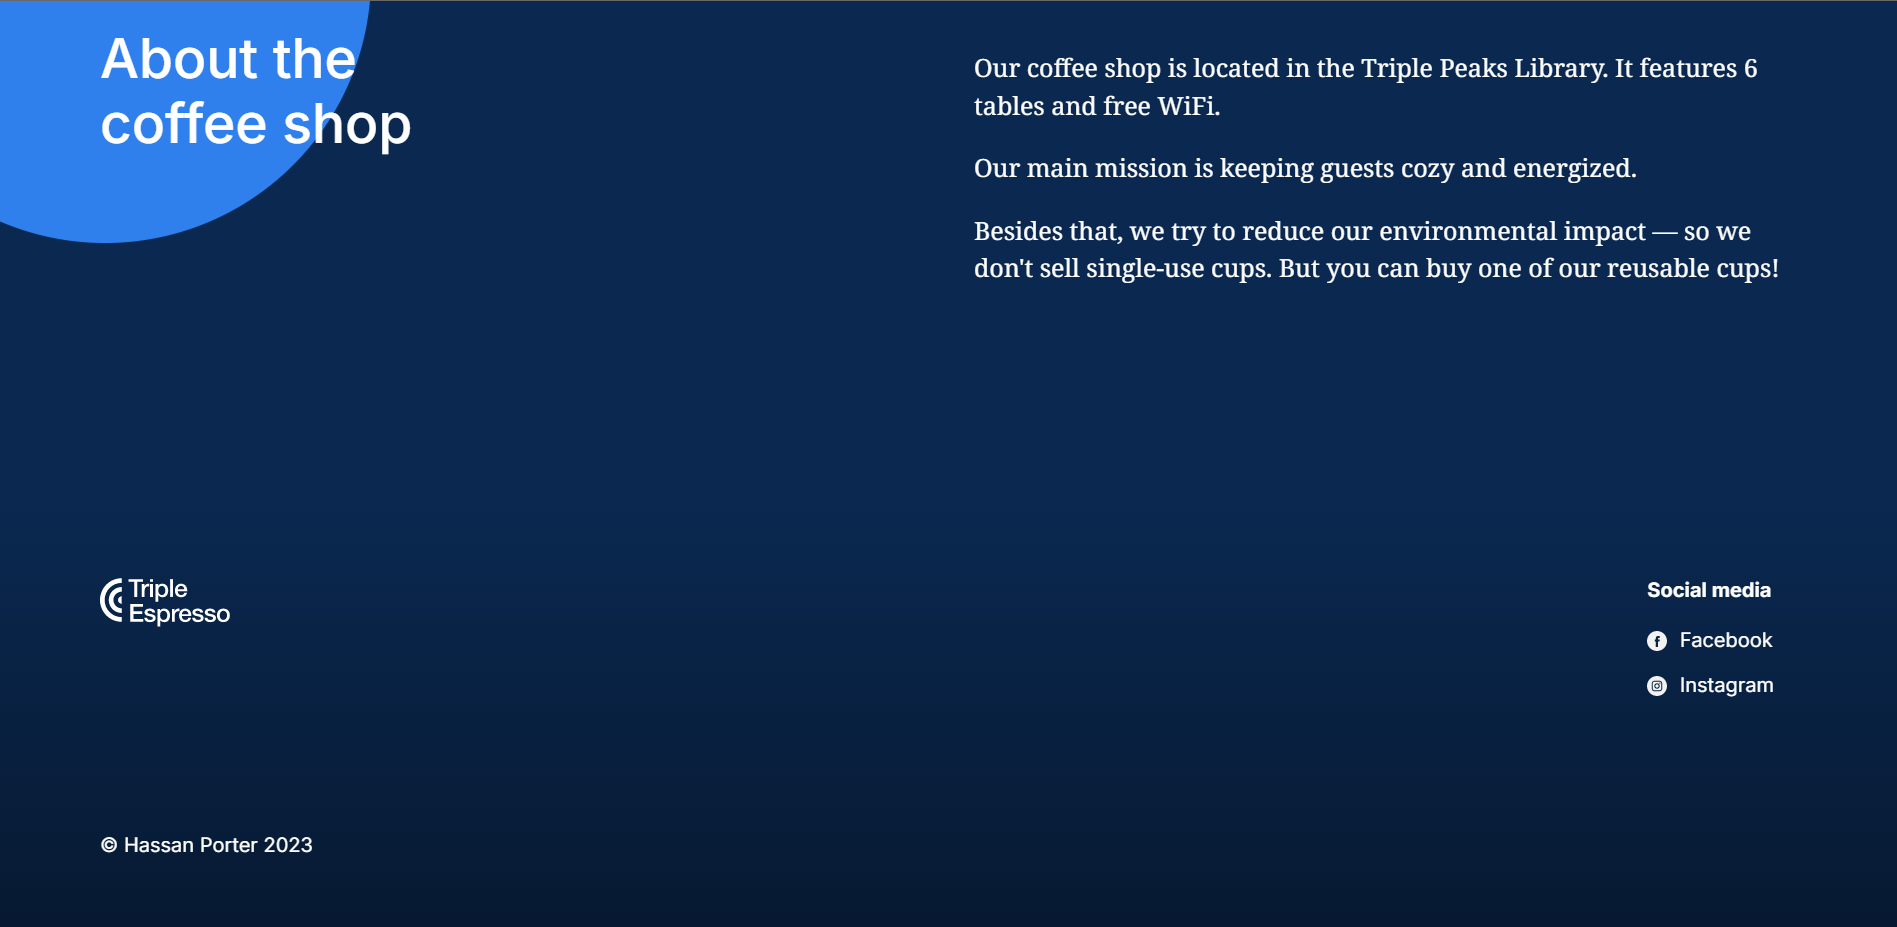 About the
coffee shop
Our coffee shop is located in the Triple Peaks Library. It features 6
tables and free WiFi.
Our main mission is keeping guests cozy and energized.
Besides that, we try to reduce our environmental impact — so we
don't sell single-use cups. But you can buy one of our reusable cups!
Triple
Espresso
Social media
Facebook
Instagram
© Hassan Porter 2023